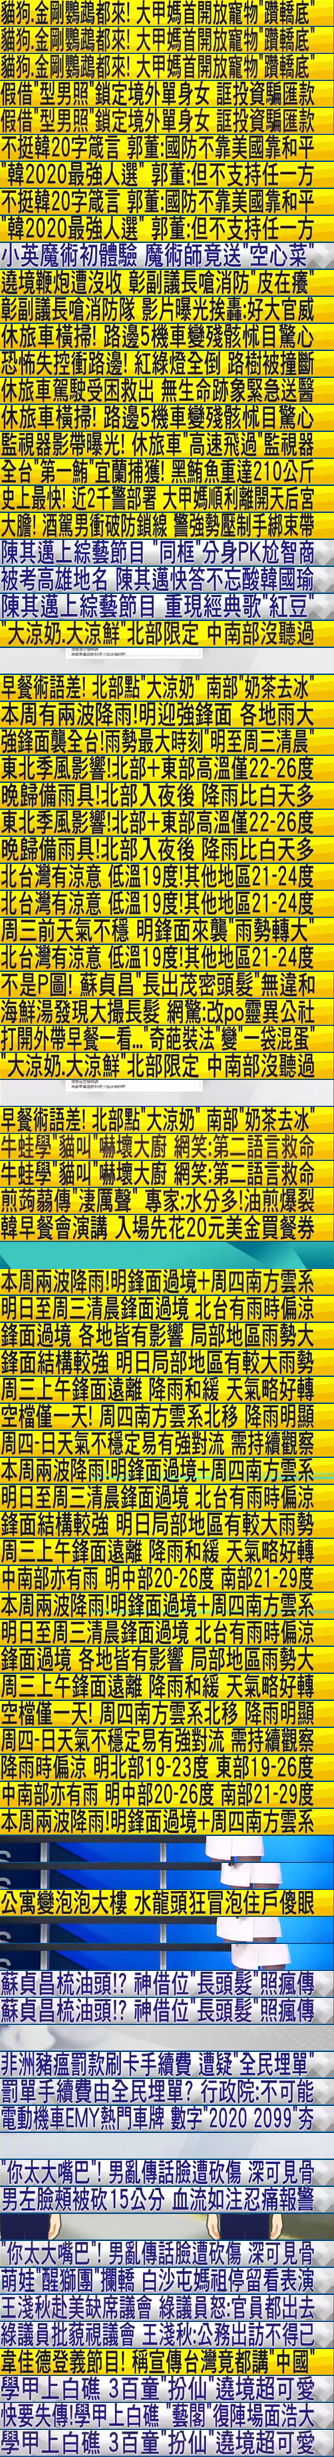 貓狗.金剛鸚鵡都來! 大甲媽首開放寵物"鑽轎底"
貓狗.金剛鸚鵡都來! 大甲媽首開放寵物"鑽轎底"
貓狗.金剛鸚鵡都來! 大甲媽首開放寵物"鑽轎底"
假借"型男照"鎖定境外單身女 誆投資騙匯款
假借"型男照"鎖定境外單身女 誆投資騙匯款
不挺韓20字箴言 郭董:國防不靠美國靠和平
"韓2020最強人選" 郭董:但不支持任一方
不挺韓20字箴言 郭董:國防不靠美國靠和平
"韓2020最強人選" 郭董:但不支持任一方
小英魔術初體驗 魔術師竟送"空心菜"
遶境鞭炮遭沒收 彰副議長嗆消防"皮在癢"
彰副議長嗆消防隊 影片曝光挨轟:好大官威
休旅車橫掃! 路邊5機車變殘骸怵目驚心
恐怖失控衝路邊! 紅綠燈全倒 路樹被撞斷
休旅車駕駛受困救出 無生命跡象緊急送醫
休旅車橫掃! 路邊5機車變殘骸怵目驚心
監視器影帶曝光! 休旅車"高速飛過"監視器
全台"第一鮪"宜蘭捕獲! 黑鮪魚重達210公斤
史上最快! 近2千警部署 大甲媽順利離開天后宮
大膽! 酒駕男衝破防鎖線 警強勢壓制手綁束帶
陳其邁上綜藝節目 "同框"分身PK尬智商
被考高雄地名 陳其邁快答不忘酸韓國瑜
陳其邁上綜藝節目 重現經典歌"紅豆"
"大涼奶.大涼鮮"北部限定 中南部沒聽過
早餐術語差! 北部點"大涼奶" 南部"奶茶去冰"
本周有兩波降雨!明迎強鋒面 各地雨大
強鋒面襲全台!雨勢最大時刻"明至周三清晨"
東北季風影響!北部+東部高溫僅22-26度
晚歸備雨具!北部入夜後 降雨比白天多
東北季風影響!北部+東部高溫僅22-26度
晚歸備雨具!北部入夜後 降雨比白天多
北台灣有涼意 低溫19度!其他地區21-24度
北台灣有涼意 低溫19度!其他地區21-24度
周三前天氣不穩 明鋒面來襲"雨勢轉大"
北台灣有涼意 低溫19度!其他地區21-24度
不是P圖! 蘇貞昌"長出茂密頭髮"無違和
海鮮湯發現大撮長髮 網驚:改po靈異公社
打開外帶早餐一看…"奇葩裝法"變"一袋混蛋"
"大涼奶.大涼鮮"北部限定 中南部沒聽過
早餐術語差! 北部點"大涼奶" 南部"奶茶去冰"
牛蛙學"貓叫"嚇壞大廚 網笑:第二語言救命
牛蛙學"貓叫"嚇壞大廚 網笑:第二語言救命
煎蒟蒻傳"淒厲聲" 專家:水分多!油煎爆裂
韓早餐會演講 入場先花20元美金買餐券
本周兩波降雨!明鋒面過境+周四南方雲系
明日至周三清晨鋒面過境 北台有雨時偏涼
鋒面過境 各地皆有影響 局部地區雨勢大
鋒面結構較強 明日局部地區有較大雨勢
周三上午鋒面遠離 降雨和緩 天氣略好轉
空檔僅一天! 周四南方雲系北移 降雨明顯
周四-日天氣不穩定易有強對流 需持續觀察
本周兩波降雨!明鋒面過境+周四南方雲系
明日至周三清晨鋒面過境 北台有雨時偏涼
鋒面結構較強 明日局部地區有較大雨勢
周三上午鋒面遠離 降雨和緩 天氣略好轉
中南部亦有雨 明中部20-26度 南部21-29度
本周兩波降雨!明鋒面過境+周四南方雲系
明日至周三清晨鋒面過境 北台有雨時偏涼
鋒面過境 各地皆有影響 局部地區雨勢大
周三上午鋒面遠離 降雨和緩 天氣略好轉
空檔僅一天! 周四南方雲系北移 降雨明顯
周四-日天氣不穩定易有強對流 需持續觀察
降雨時偏涼 明北部19-23度 東部19-26度
中南部亦有雨 明中部20-26度 南部21-29度
本周兩波降雨!明鋒面過境+周四南方雲系
公寓變泡泡大樓 水龍頭狂冒泡住戶傻眼
蘇貞昌梳油頭!? 神借位"長頭髮"照瘋傳
蘇貞昌梳油頭!? 神借位"長頭髮"照瘋傳
非洲豬瘟罰款刷卡手續費 遭疑"全民埋單"
罰單手續費由全民埋單? 行政院:不可能
電動機車EMY熱門車牌 數字"2020 2099"夯
"你太大嘴巴"! 男亂傳話臉遭砍傷 深可見骨
男左臉頰被砍15公分 血流如注忍痛報警
"你太大嘴巴"! 男亂傳話臉遭砍傷 深可見骨
萌娃"醒獅團"攔轎 白沙屯媽祖停留看表演
王淺秋赴美缺席議會 綠議員怒:官員都出去
綠議員批藐視議會 王淺秋:公務出訪不得已
韋佳德登義節目! 稱宣傳台灣竟都講"中國"
學甲上白礁 3百童"扮仙"遶境超可愛
快要失傳!學甲上白礁 "藝閣"復陣場面浩大
學甲上白礁 3百童"扮仙"遶境超可愛